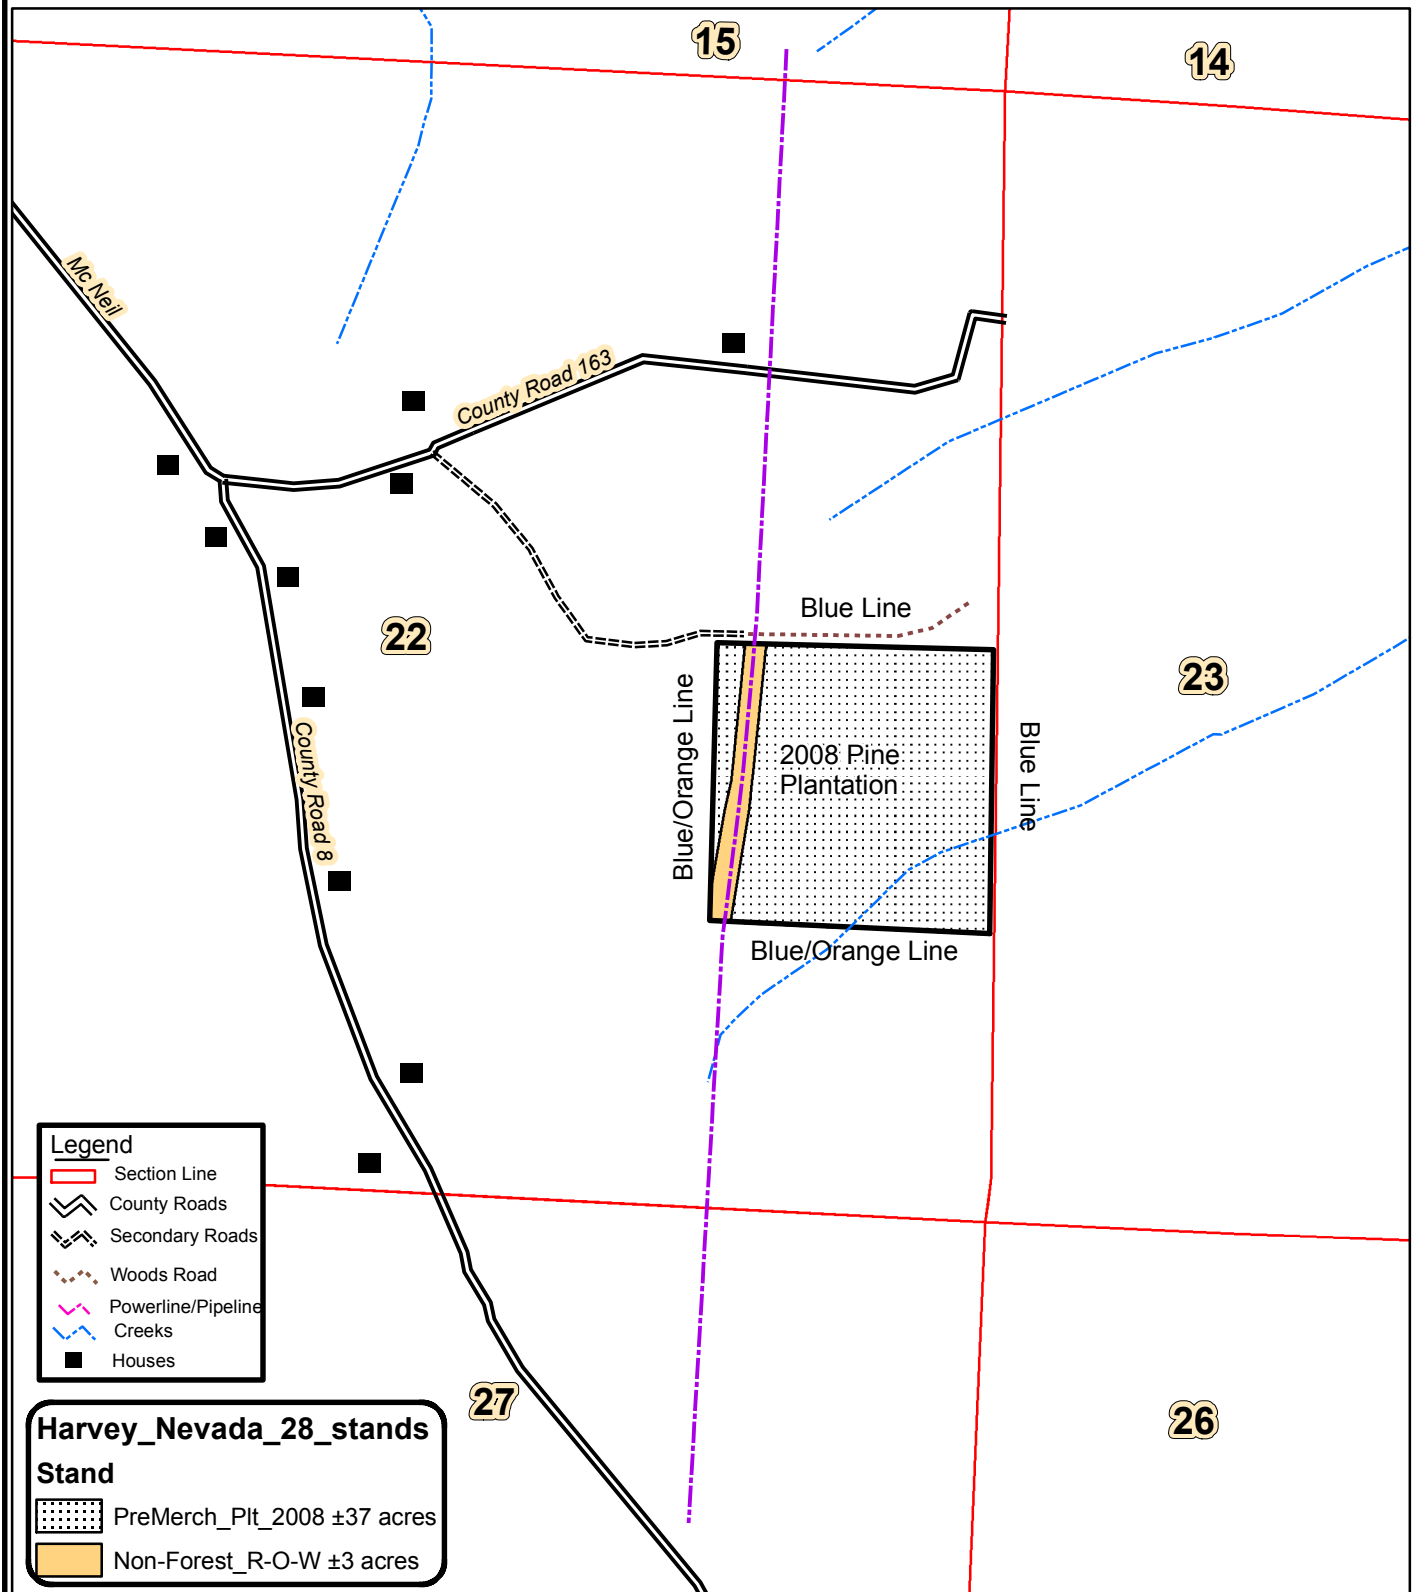 15
14
Mc Neil
County Road 163
Blue Line
22
23
Blue/Orange Line
2008 Pine
Plantation
Blue Line
County Road 8
Blue/Orange Line
Legend
Section Line
County Roads
Secondary Roads
Woods Road
Powerline/Pipeline
Creeks
Houses
27
26
Harvey_Nevada_28_stands
Stand
PreMerch_Plt_2008 ±37 acres
Non-Forest_R-O-W ±3 acres